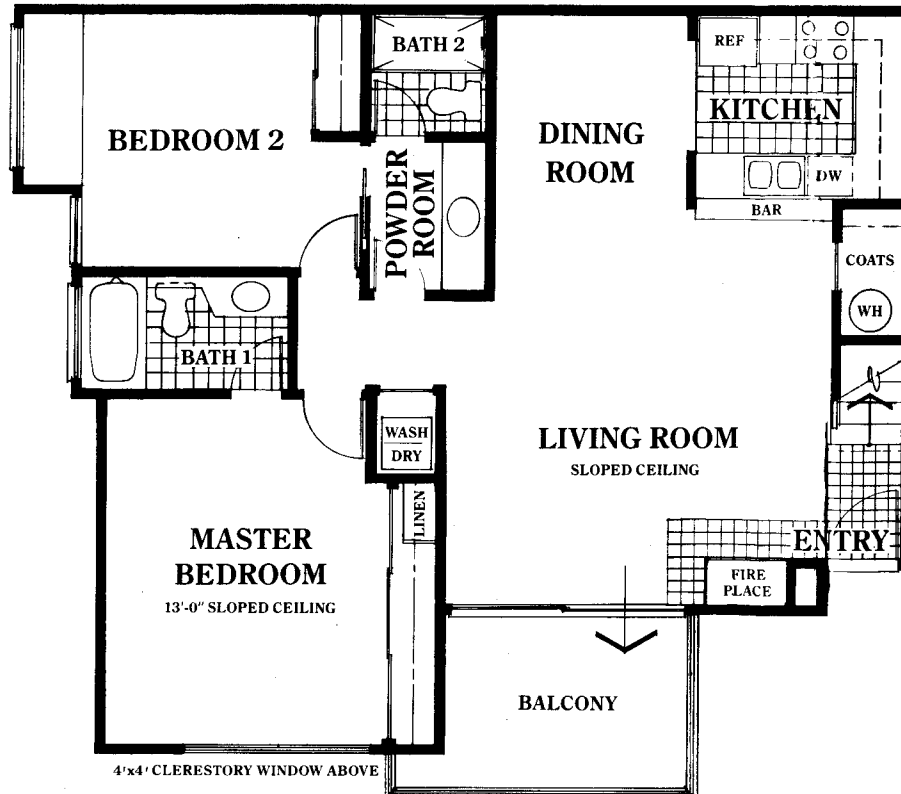 BATH 2
REF
KITCHEN
BEDROOM 2
DINING
ROOM
POWDER
ROOM
DW
BAR
COATS
WH
BATH 1
WASH
DRY
LIVING ROOM
SLOPED CEILING
LINEN
MASTER
BEDROOM
13'-0" SLOPED CEILING
ENTRY
FIRE
PLACE
BALCONY
4'x4' CLERESTORY WINDOW ABOVE